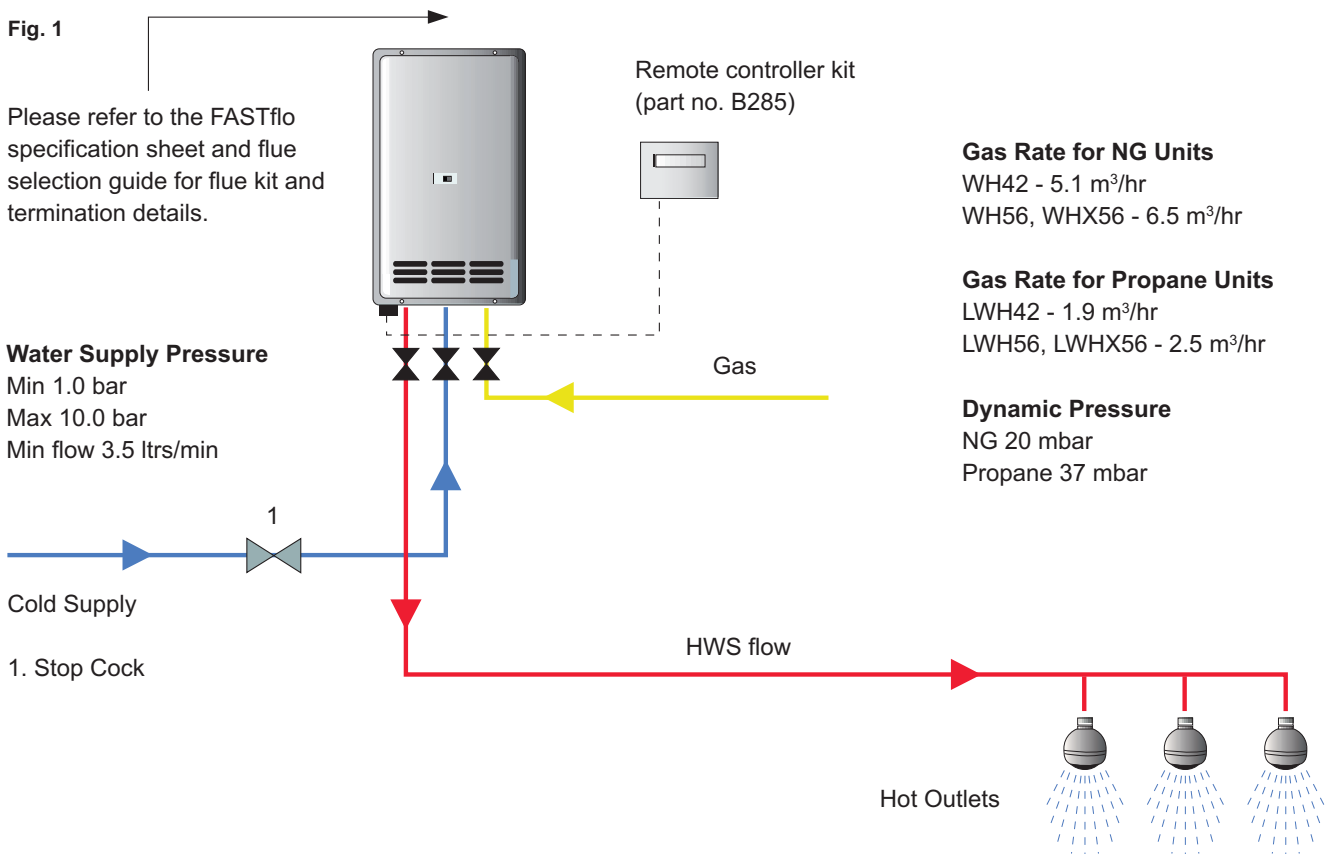 Fig. 1
Please refer to the FASTflo
specification sheet and flue
selection guide for flue kit and
termination details.
Remote controller kit
(part no. B285)
Gas Rate for NG Units
WH42 - 5.1 m³/hr
WH56, WHX56 - 6.5 m³/hr
Gas Rate for Propane Units
LWH42 - 1.9 m³/hr
LWH56, LWHX56 - 2.5 m³/hr
Dynamic Pressure
NG 20 mbar
Propane 37 mbar
Water Supply Pressure
Min 1.0 bar
Max 10.0 bar
Min flow 3.5 ltrs/min
Gas
1
Cold Supply
1. Stop Cock
HWS flow
Hot Outlets